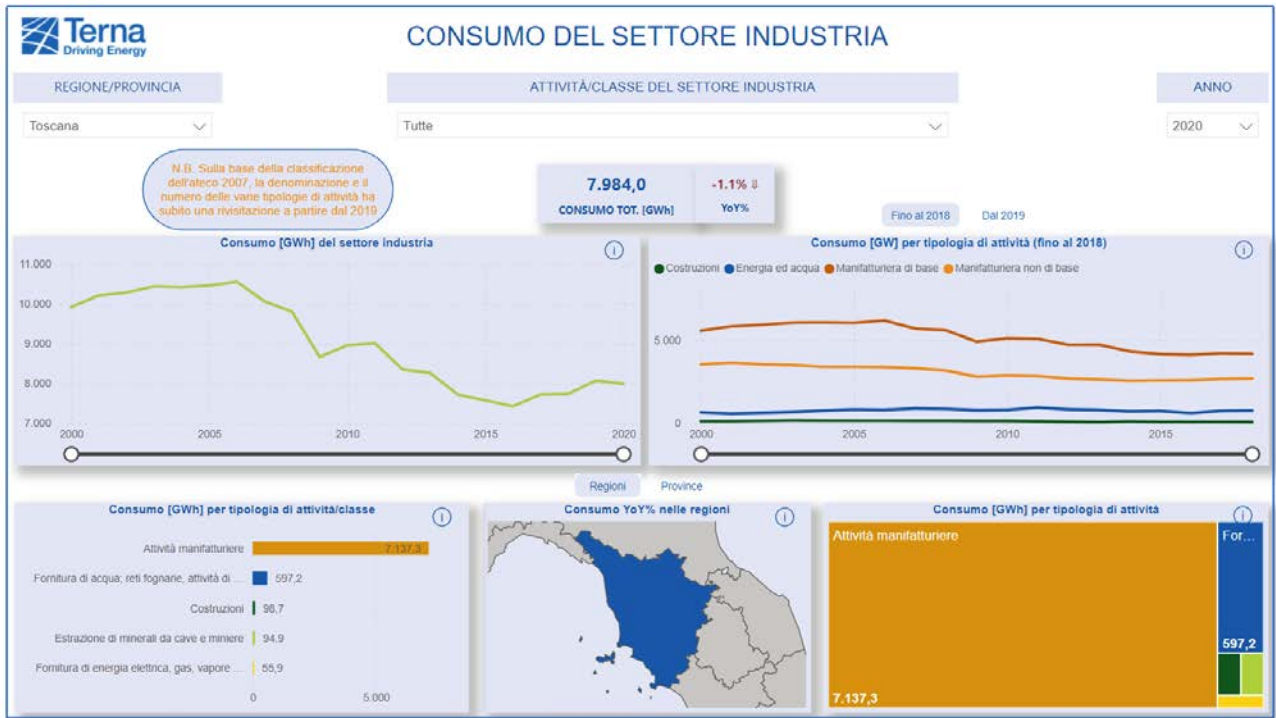 Terna
Driving Energy
CONSUMO DEL SETTORE INDUSTRIA
REGIONE/PROVINCIA
ATTIVITÀ/CLASSE DEL SETTORE INDUSTRIA
ANNO
Toscana
Tutte
2020
N.B. Sulla base della classificazione
dell'ateco 2007, la denominazione e il
numero delle varie tipologie di attività ha
subito una rivisitazione a partire dal 2019
7.984,0
CONSUMO TOT. [GWh]
-1.1% ⇩
YoY%
Fino al 2018
Dal 2019
Consumo [GWh] del settore industria
11.000
10.000
9.000
8.000
7.000
2000
2005
2010
2015
2020
Consumo [GW] per tipologia di attività (fino al 2018)
Costruzioni
Energia ed acqua
Manifatturiera di base
Manifatturiera non di base
5.000
0
2000
2005
2010
2015
Regioni
Province
Consumo [GWh] per tipologia di attività/classe
Attività manifatturiere
7.137,3
Fornitura di acqua; reti fognarie, attività di ...
597,2
Costruzioni
98,7
Estrazione di minerali da cave e miniere
94,9
Fornitura di energia elettrica, gas, vapore ...
55,9
0
5.000
Consumo YoY% nelle regioni
Consumo [GWh] per tipologia di attività
Attività manifatturiere
7.137,3
For...
597,2